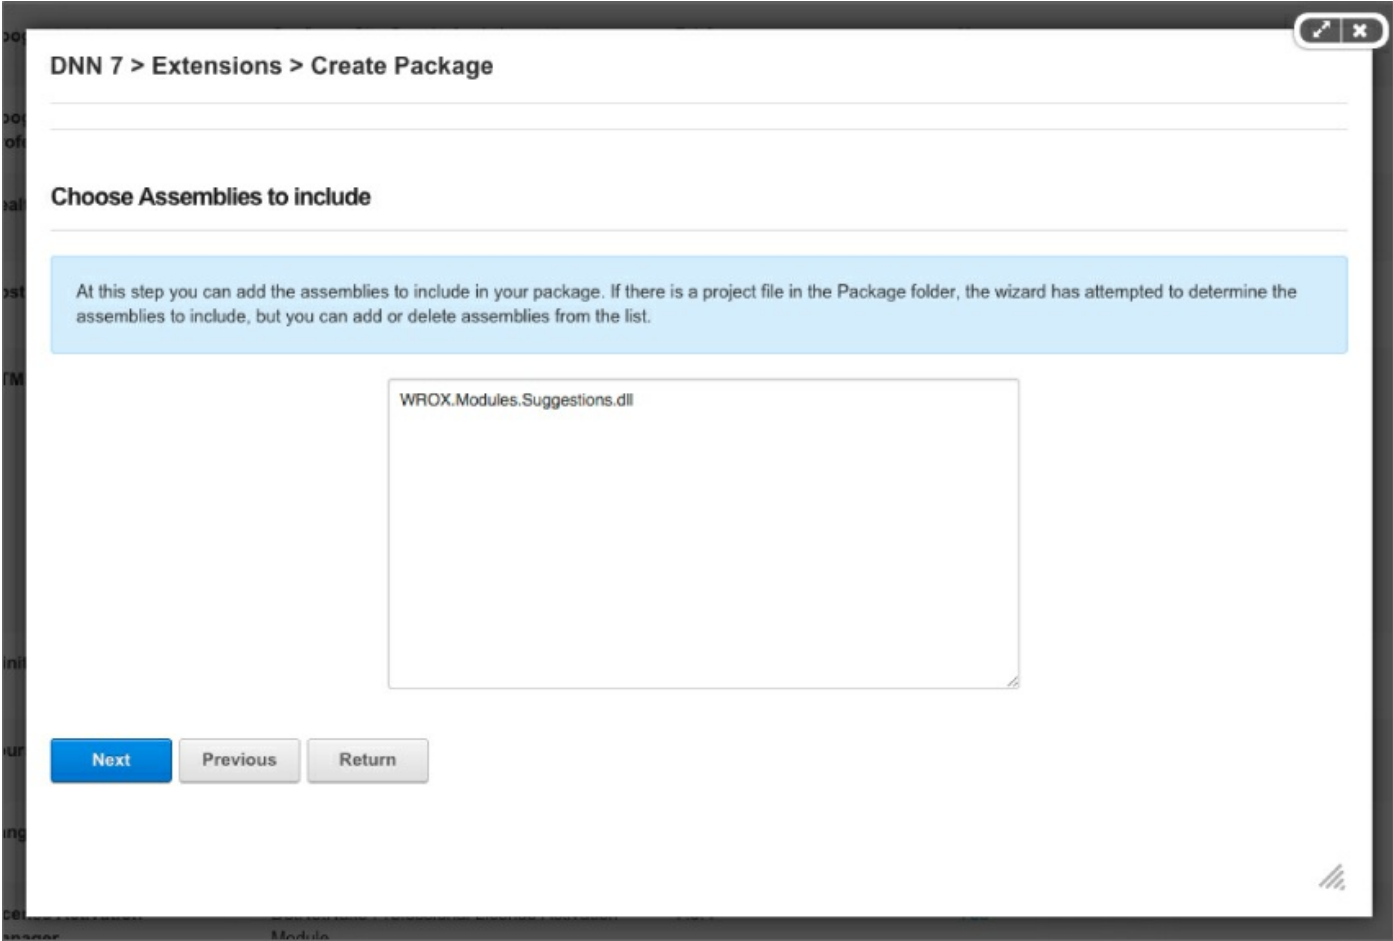 DNN 7 > Extensions > Create Package
Choose Assemblies to include
At this step you can add the assemblies to include in your package. If there is a project file in the Package folder, the wizard has attempted to determine the
assemblies to include, but you can add or delete assemblies from the list.
WROX.Modules.Suggestions.dll
Next Previous Return
Module